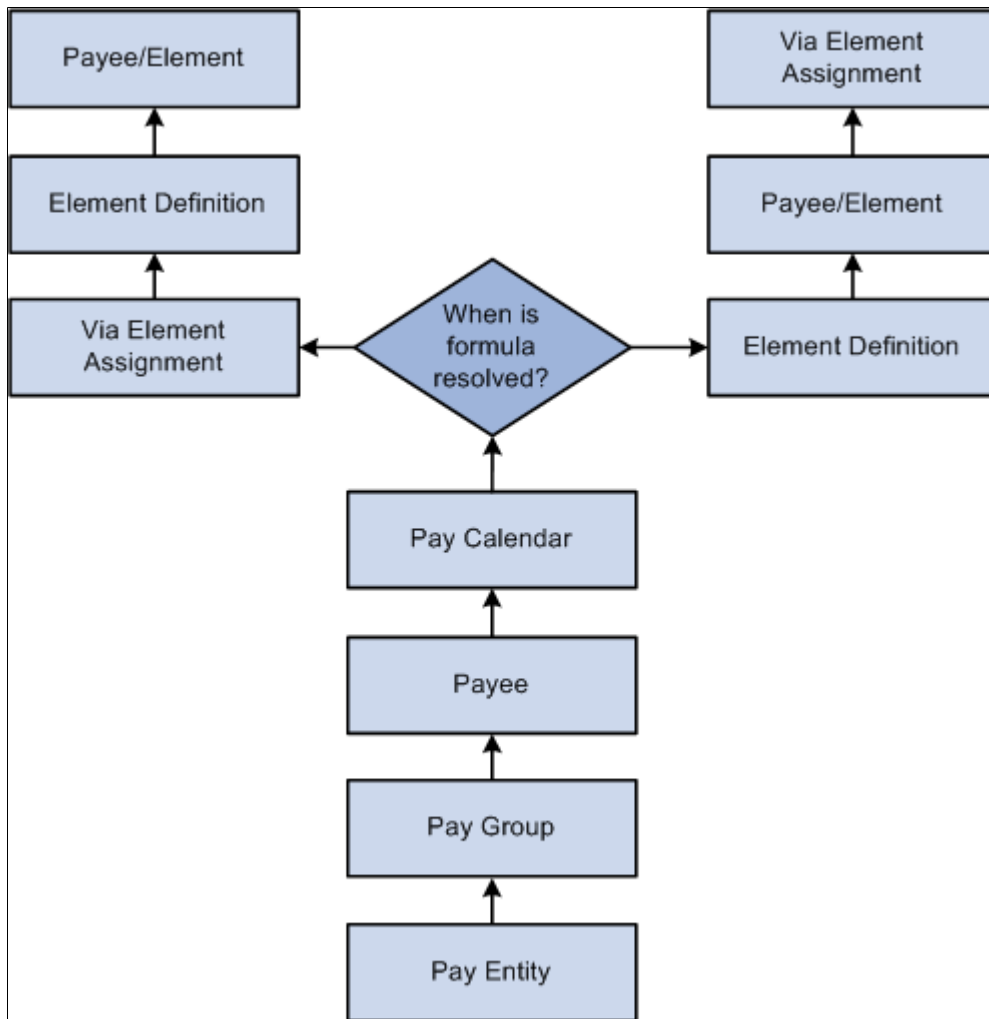 Payee/Element
Via Element
Assignment
Element Definition
Payee/Element
Via Element
Assignment
When is
formula
resolved?
Element Definition
Pay Calendar
Payee
Pay Group
Pay Entity